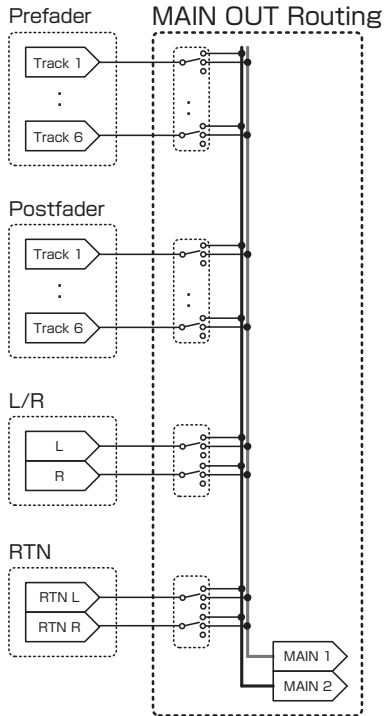 Prefader
MAIN OUT Routing
Track 1
:
Track 6
:
Postfader
Track 1
:
Track 6
:
L/R
L
R
RTN
RTN L
RTN R
MAIN 1
MAIN 2